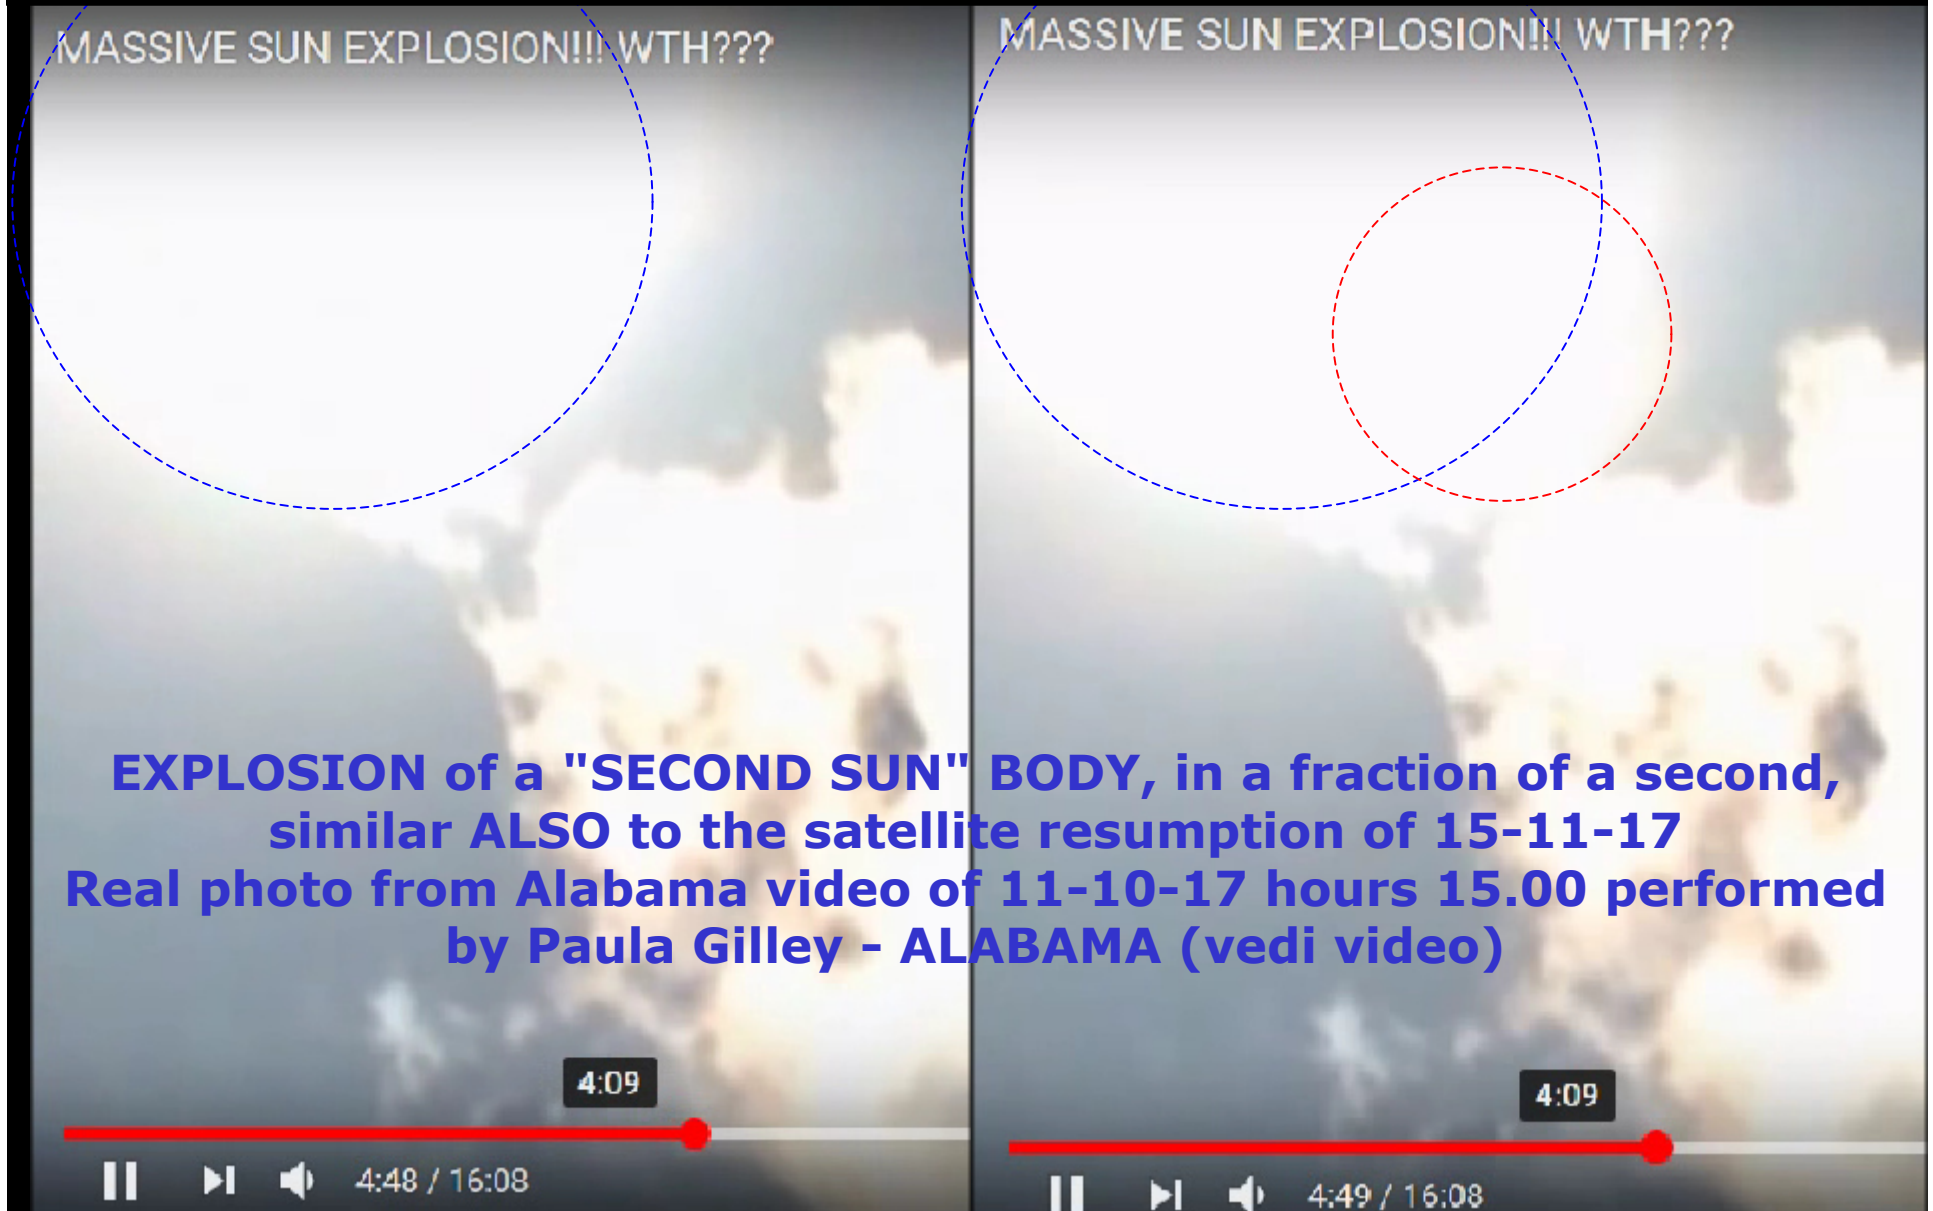 MASSIVE SUN EXPLOSION!!! WTH???
MASSIVE SUN EXPLOSION!!! WTH???
EXPLOSION of a "SECOND SUN" BODY, in a fraction of a second,
similar ALSO to the satellite resumption of 15-11-17
Real photo from Alabama video of 11-10-17 hours 15.00 performed
by Paula Gilley - ALABAMA (vedi video)
4:09
4:09
4:48 / 16:08
4:49 / 16:08